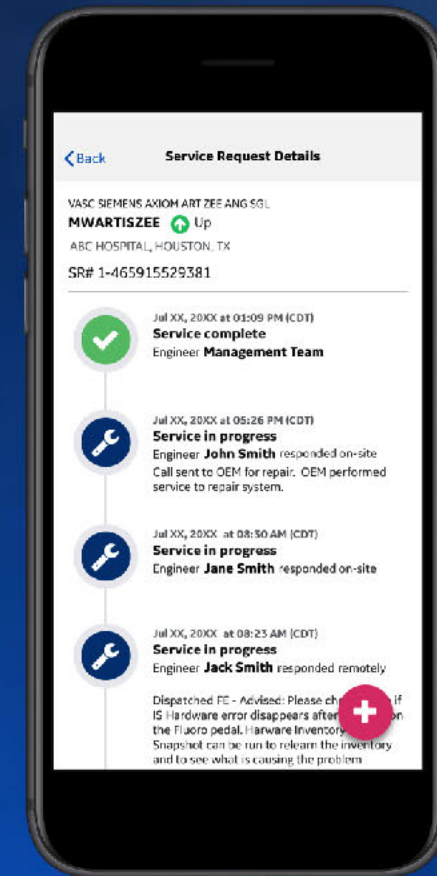 Back
Service Request Details
VASC SIEMENS AXIOM ART ZEE ANG SGL
MWARTISZEE Up
ABC HOSPITAL, HOUSTON, TX
SR# 1-465915529381
Jul XX, 20XX at 01:09 PM (CDT)
Service complete
Engineer Management Team
Jul XX, 20XX at 05:26 PM (CDT)
Service in progress
Engineer John Smith responded on-site
Call sent to OEM for repair. OEM performed
service to repair system.
Jul XX, 20XX at 08:30 AM (CDT)
Service in progress
Engineer Jane Smith responded on-site
Jul XX, 20XX at 08:23 AM (CDT)
Service in progress
Engineer Jack Smith responded remotely
Dispatched FE - Advised: Please if
IS Hardware error disappears after on
the Fluoro pedal. Harware Inventory
Snapshot can be run to relearn the inventory
and to see what is causing the problem